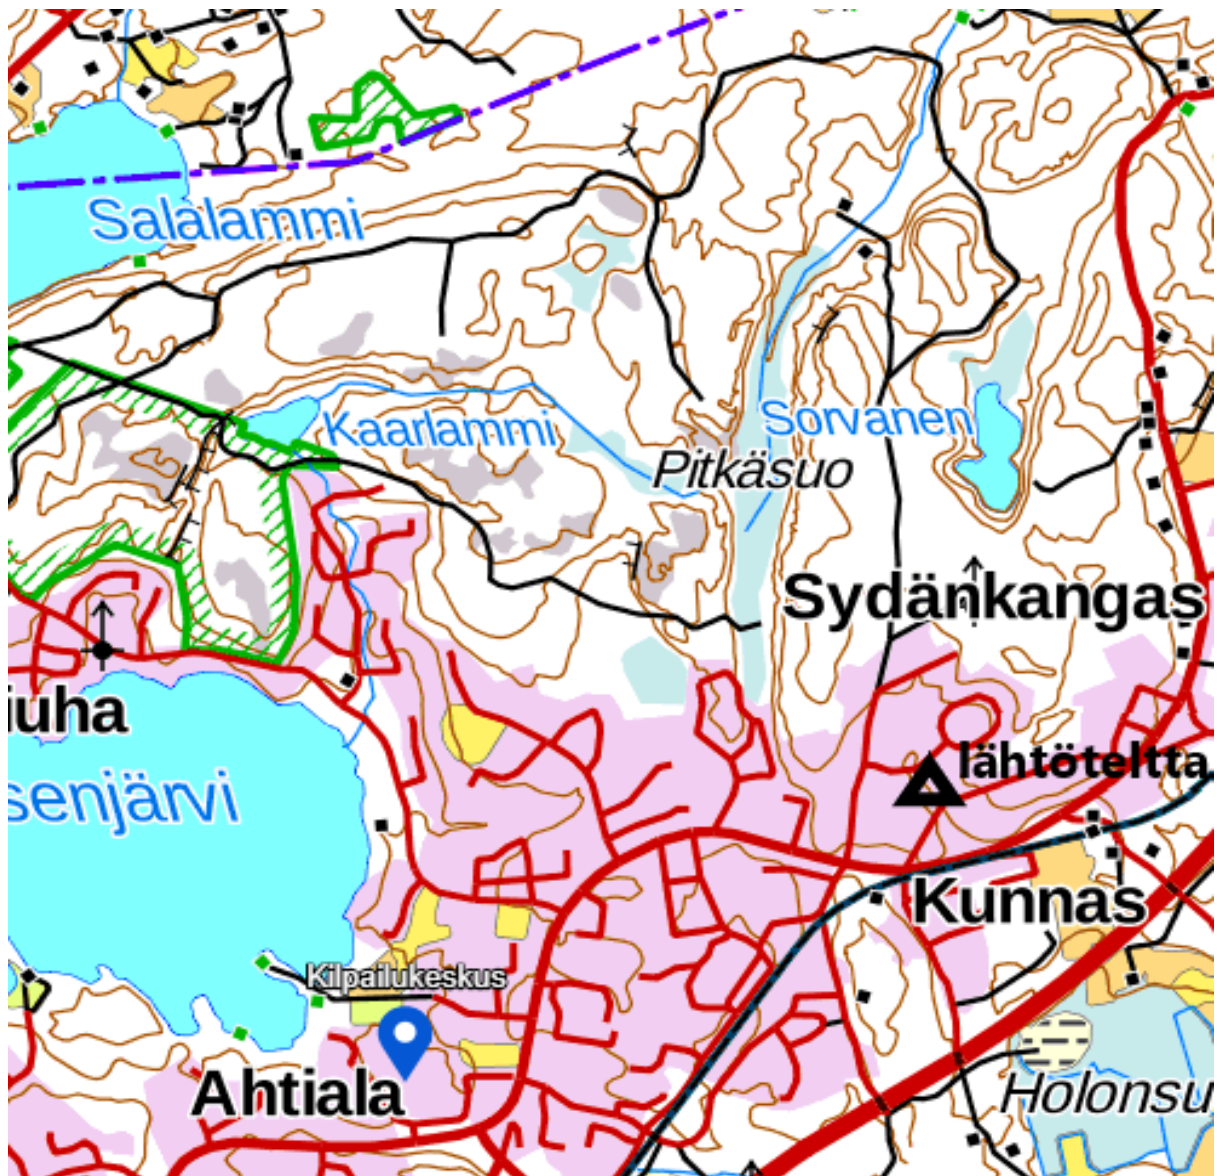 Salalammi
Kaarlammi
Sorvanen
Pitkäsuo
Sydänkangas
iuha
lähtöteltta
senjärvi
Kunnas
Kilpailukeskus
Ahtiala
Holonsu